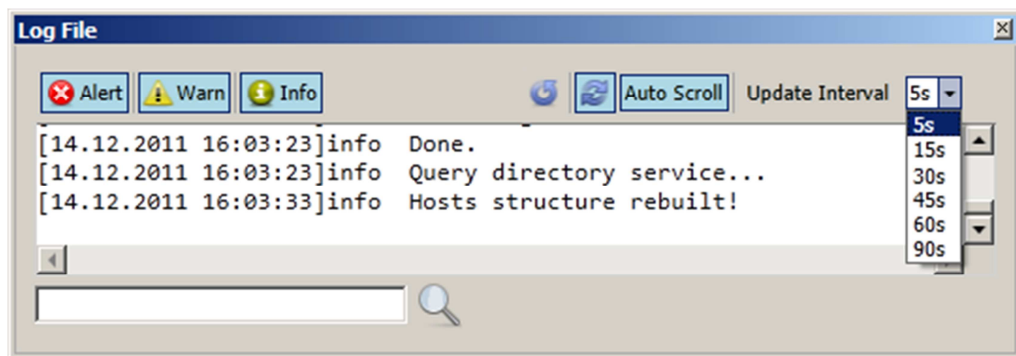 Log File
Alert Warn Info Auto Scroll Update Interval 5s
5s
[14.12.2011 16:03:23]info Done.
15s
[14.12.2011 16:03:23]info Query directory service...
30s
[14.12.2011 16:03:33]info Hosts structure rebuilt!
45s
60s
90s